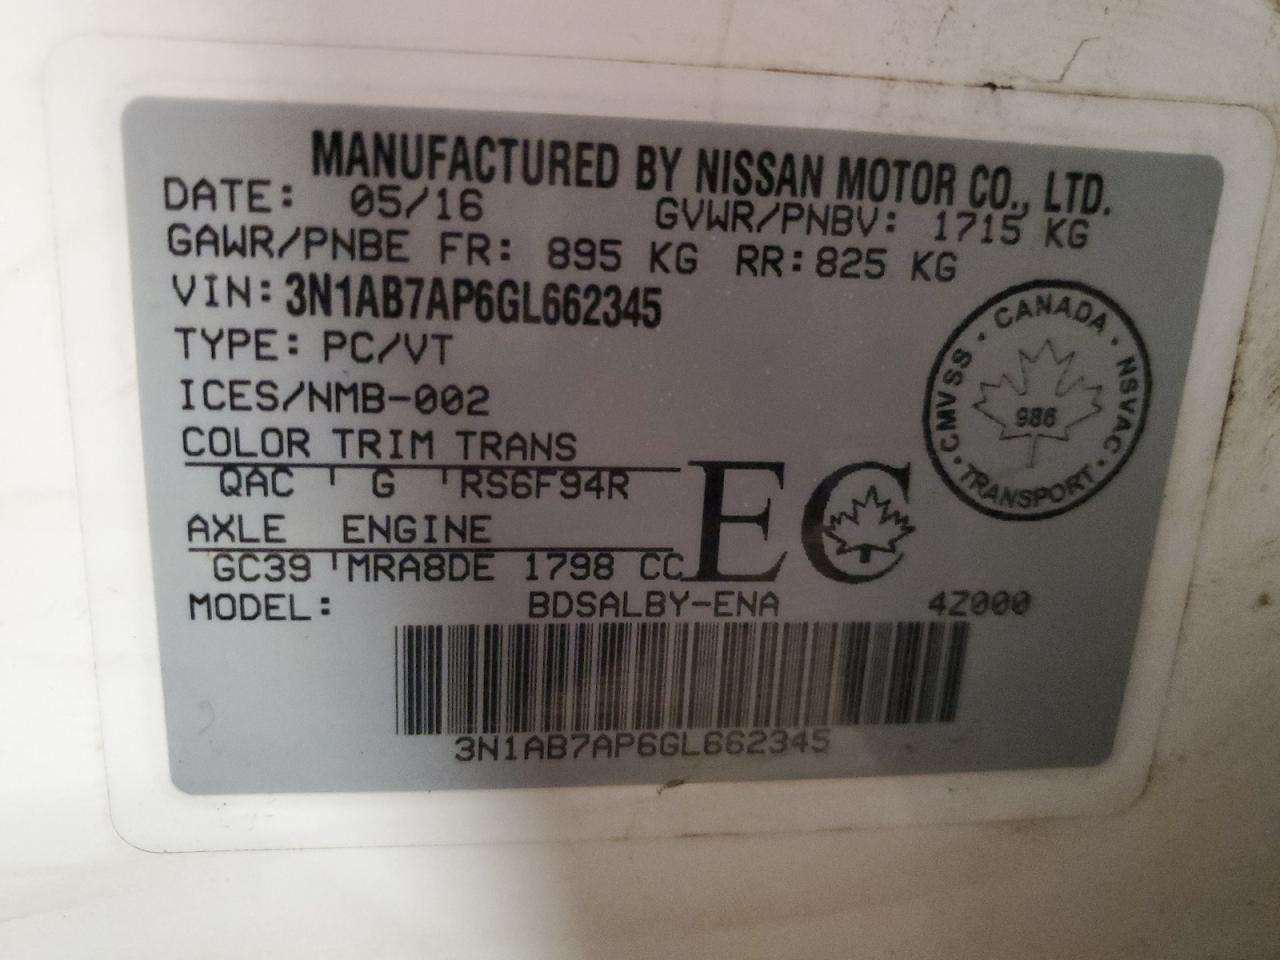 MANUFACTURED BY NISSAN MOTOR CO., LTD.
DATE: 05/16 GVWR/PNBV: 1715 KG
GAWR/PNBE FR: 895 KG RR: 825 KG
VIN: 3N1AB7AP6GL662345
TYPE: PC/VT
ICES/NMB-002
COLOR TRIM TRANS
QAC G RS6F94R
AXLE ENGINE
GC39 MRA8DE 1798 CC
EC
CANADA · NSVAC · TRANSPORT · CMVSS ·
986
MODEL: BDSALBY-ENA 4Z000
3N1AB7AP6GL662345